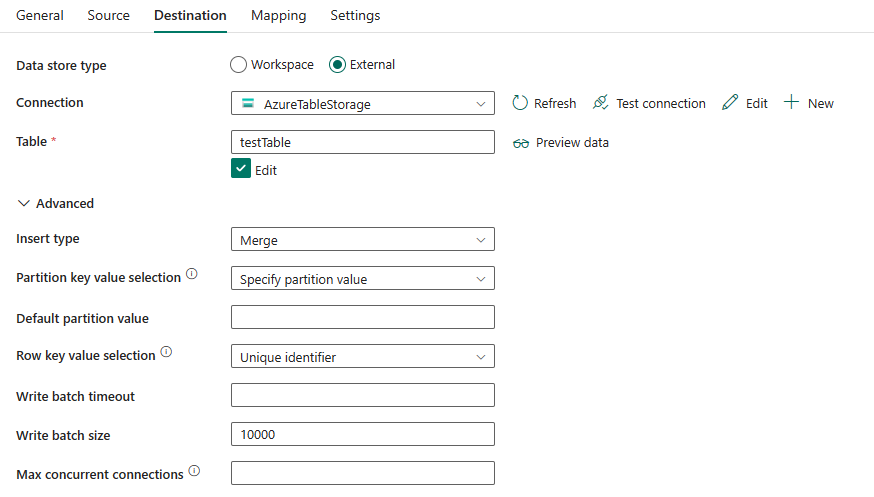 General Source Destination Mapping Settings
Data store type Workspace External
Connection AzureTableStorage Refresh Test connection Edit New
Table * testTable Preview data
Edit
Advanced
Insert type Merge
Partition key value selection Specify partition value
Default partition value
Row key value selection Unique identifier
Write batch timeout
Write batch size 10000
Max concurrent connections